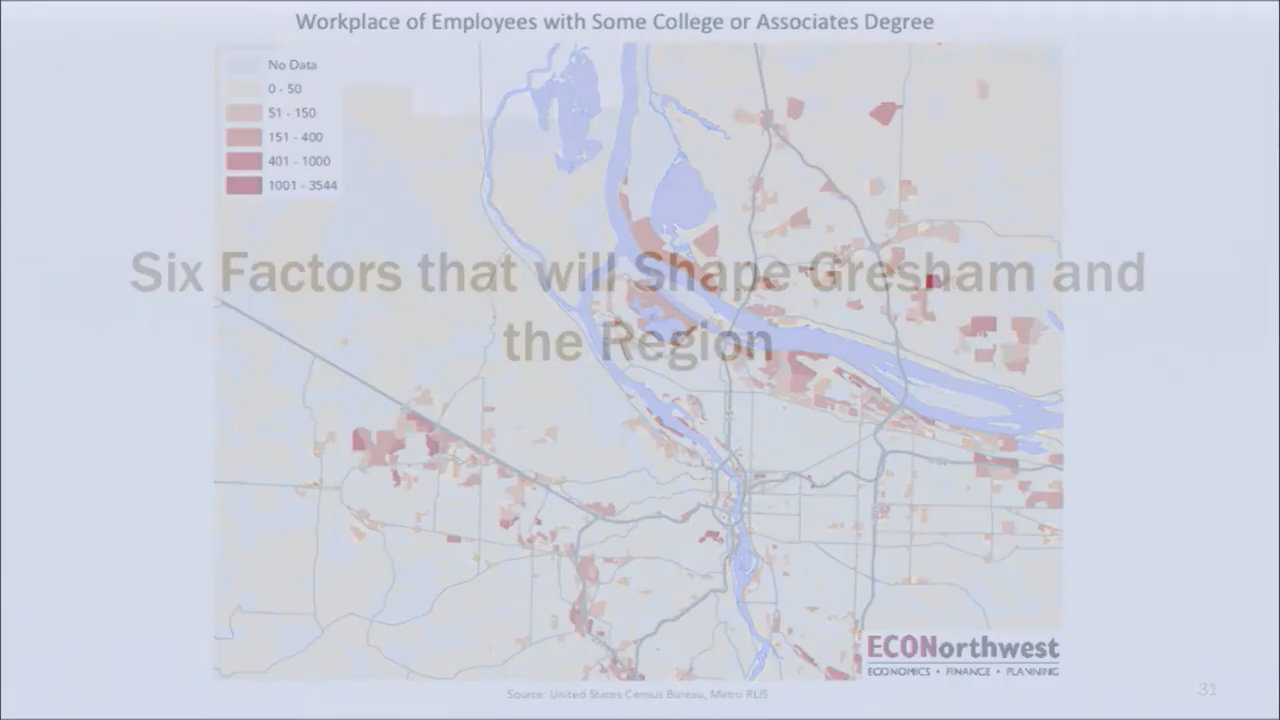 Workplace of Employees with Some College or Associates Degree
No Data
0 - 50
51 - 150
151 - 400
401 - 1000
1001 - 3544
Six Factors that will Shape Gresham and
the Region
ECONorthwest
ECONOMICS • FINANCE • PLANNING
Source: United States Census Bureau, Metro RLIS
31